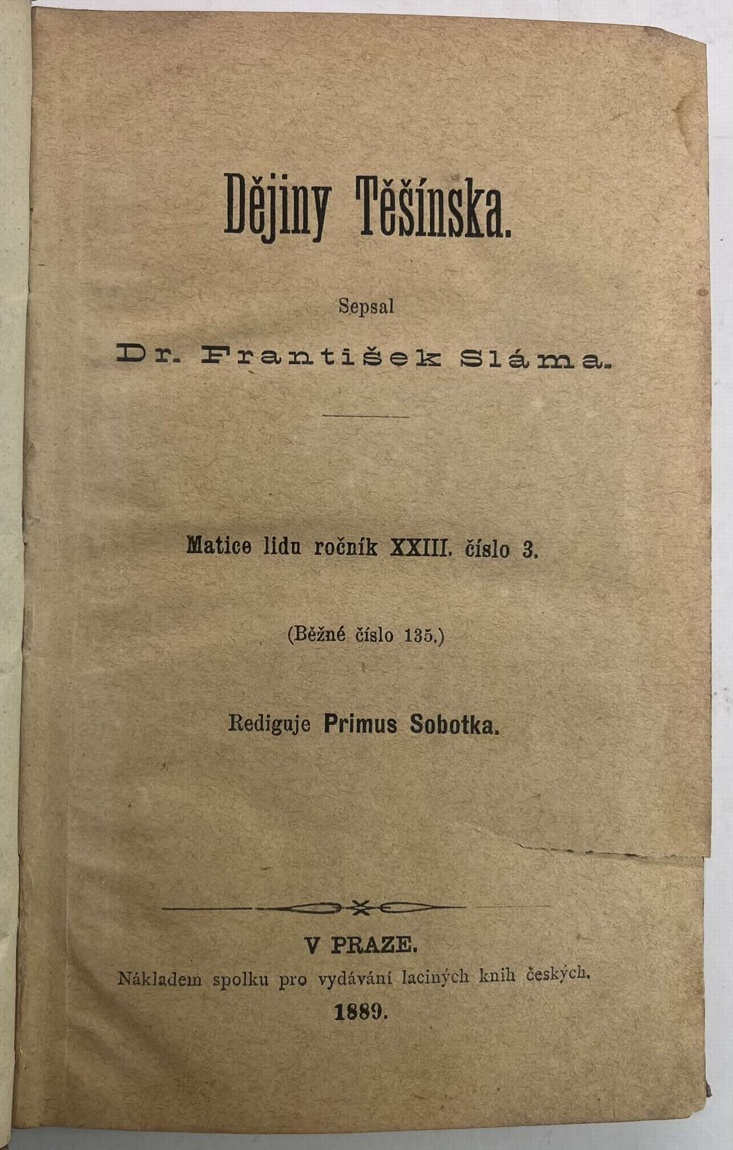 Dějiny Těšínska.
Sepsal
Dr. František Sláma.
Matice lidu ročník XXIII. číslo 3.
(Běžné číslo 135.)
Rediguje Primus Sobotka.
V PRAZE.
Nákladem spolku pro vydávání laciných knih českých.
1889.